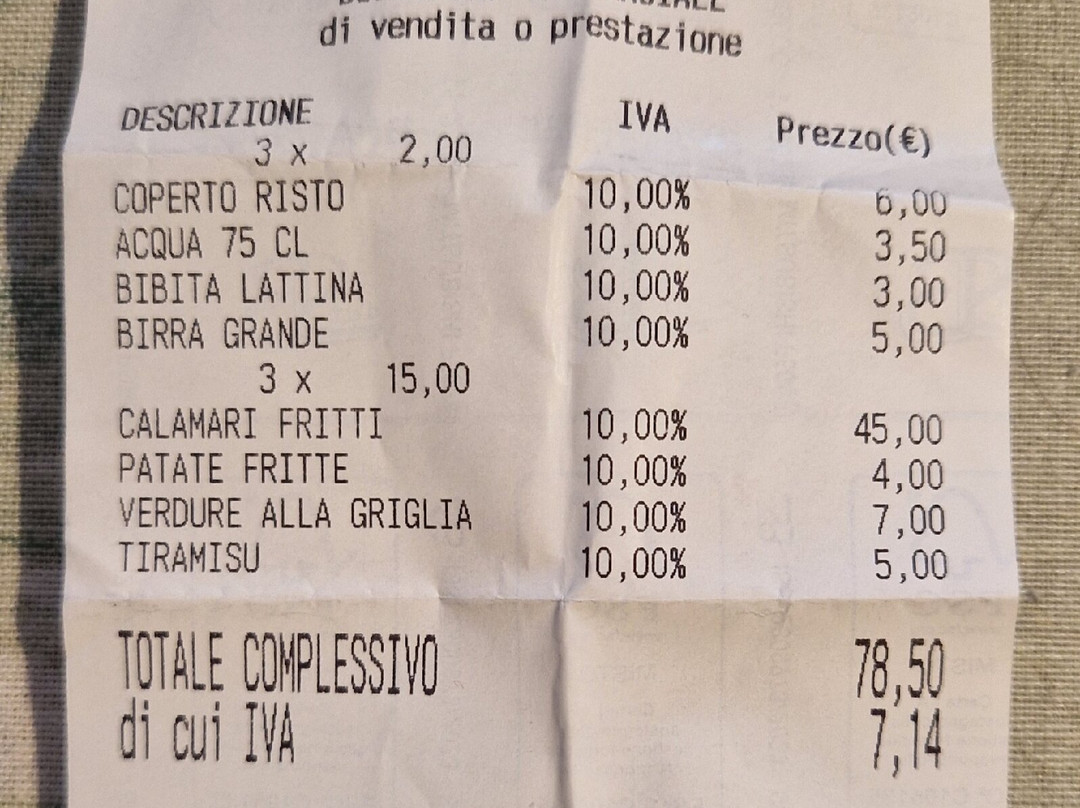 di vendita o prestazione
DESCRIZIONE IVA Prezzo(€)
3 x 2,00
COPERTO RISTO 10,00% 6,00
ACQUA 75 CL 10,00% 3,50
BIBITA LATTINA 10,00% 3,00
BIRRA GRANDE 10,00% 5,00
3 x 15,00
CALAMARI FRITTI 10,00% 45,00
PATATE FRITTE 10,00% 4,00
VERDURE ALLA GRIGLIA 10,00% 7,00
TIRAMISU 10,00% 5,00
TOTALE COMPLESSIVO 78,50
di cui IVA 7,14